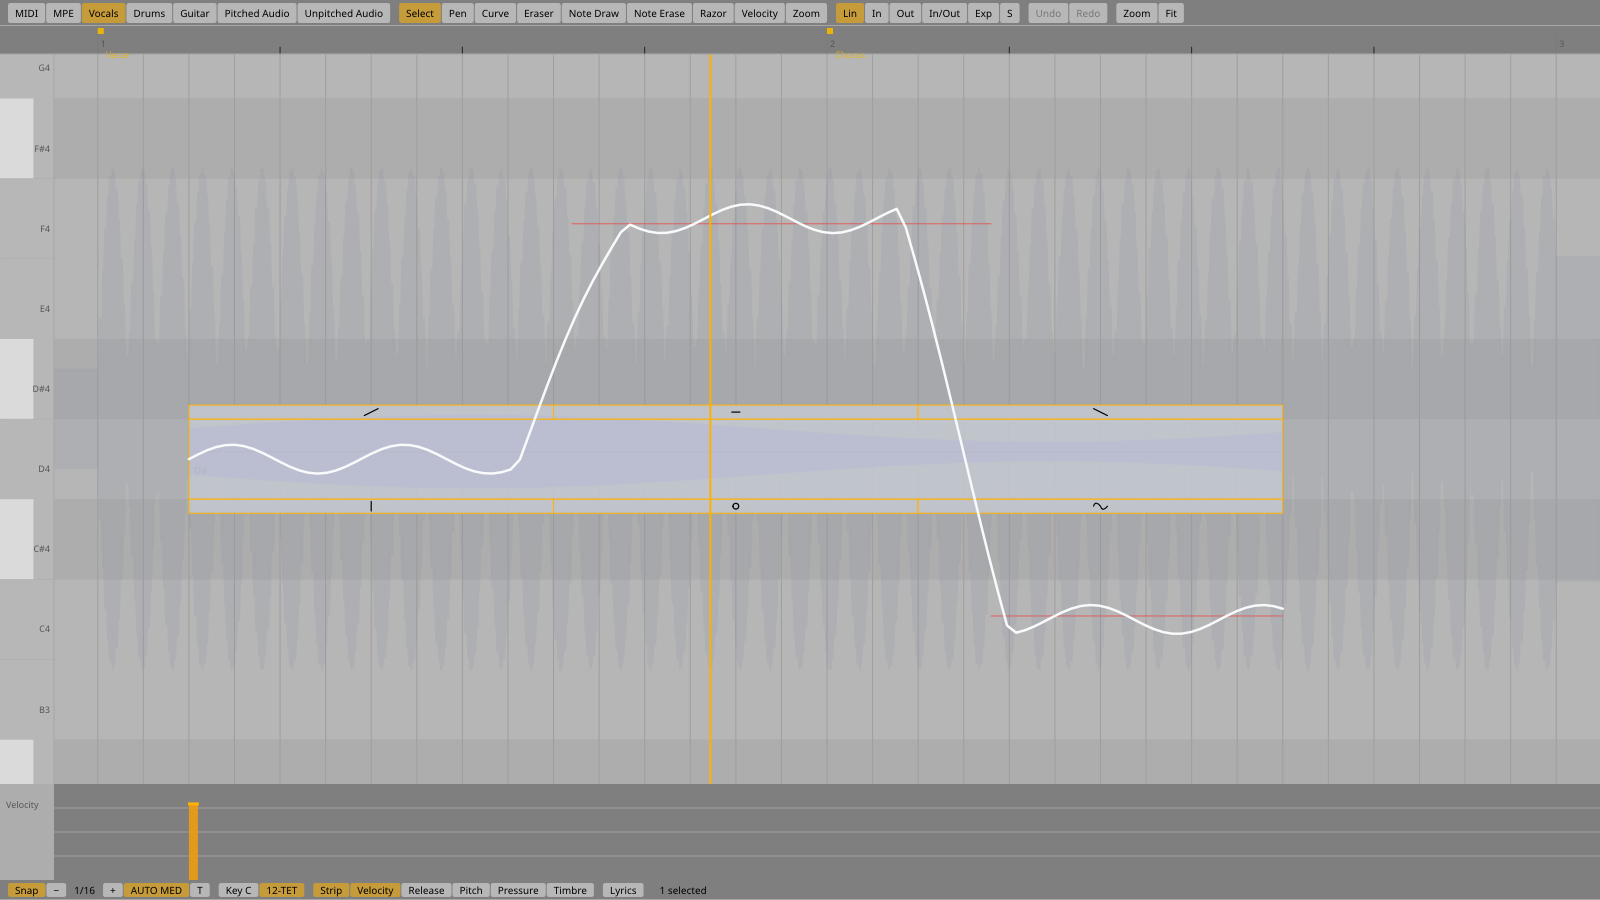 MIDI MPE Vocals Drums Guitar Pitched Audio Unpitched Audio Select Pen Curve Eraser Note Draw Note Erase Razor Velocity Zoom Lin In Out In/Out Exp S Undo Redo Zoom Fit
1 2 3
G4
F#4
F4
E4
D#4
D4
C#4
C4
B3
Velocity
Snap − 1/16 + AUTO MED T Key C 12-TET Strip Velocity Release Pitch Pressure Timbre Lyrics 1 selected